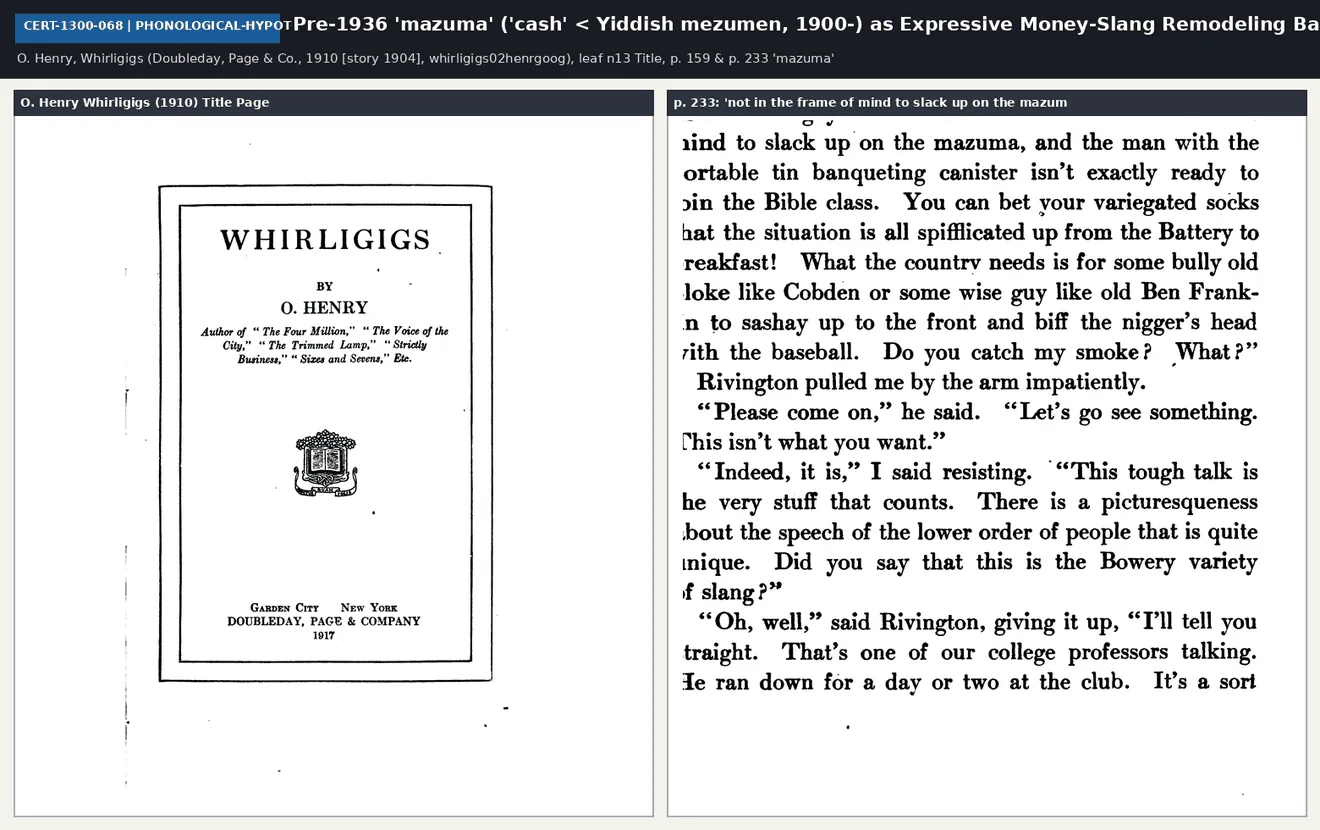 CERT-1300-068 | PHONOLOGICAL-HYPOT
Pre-1936 'mazuma' ('cash' < Yiddish mezumen, 1900-) as Expressive Money-Slang Remodeling Ba
O. Henry, Whirligigs (Doubleday, Page & Co., 1910 [story 1904], whirligigs02henrgoog), leaf n13 Title, p. 159 & p. 233 'mazuma'
O. Henry Whirligigs (1910) Title Page
WHIRLIGIGS
BY
O. HENRY
Author of "The Four Million," "The Voice of the
City," "The Trimmed Lamp," "Strictly
Business," "Sizes and Sevens," Etc.
GARDEN CITY NEW YORK
DOUBLEDAY, PAGE & COMPANY
1917
p. 233: 'not in the frame of mind to slack up on the mazum
ind to slack up on the mazuma, and the man with the
ortable tin banqueting canister isn't exactly ready to
oin the Bible class. You can bet your variegated socks
hat the situation is all spifflicated up from the Battery to
reakfast! What the country needs is for some bully old
loke like Cobden or some wise guy like old Ben Frank-
n to sashay up to the front and biff the nigger's head
ith the baseball. Do you catch my smoke? What?"
Rivington pulled me by the arm impatiently.
"Please come on," he said. "Let's go see something.
This isn't what you want."
"Indeed, it is," I said resisting. "This tough talk is
he very stuff that counts. There is a picturesqueness
bout the speech of the lower order of people that is quite
nique. Did you say that this is the Bowery variety
f slang?"
"Oh, well," said Rivington, giving it up, "I'll tell you
traight. That's one of our college professors talking.
He ran down for a day or two at the club. It's a sort